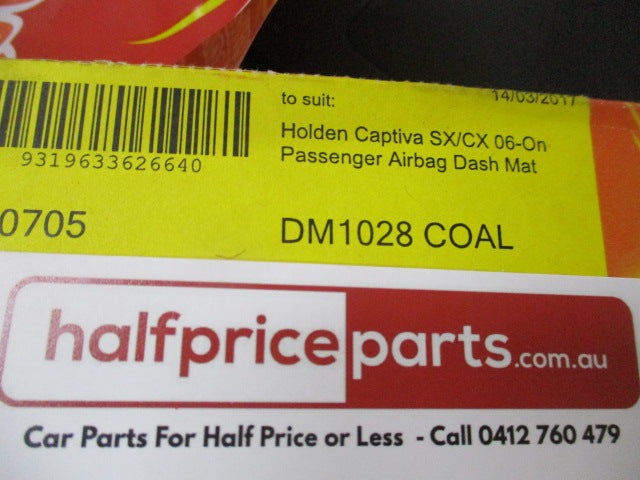 to suit: 14/03/2017
Holden Captiva SX/CX 06-On
Passenger Airbag Dash Mat
9319633626640
0705 DM1028 COAL
halfpriceparts.com.au
Car Parts For Half Price or Less - Call 0412 760 479